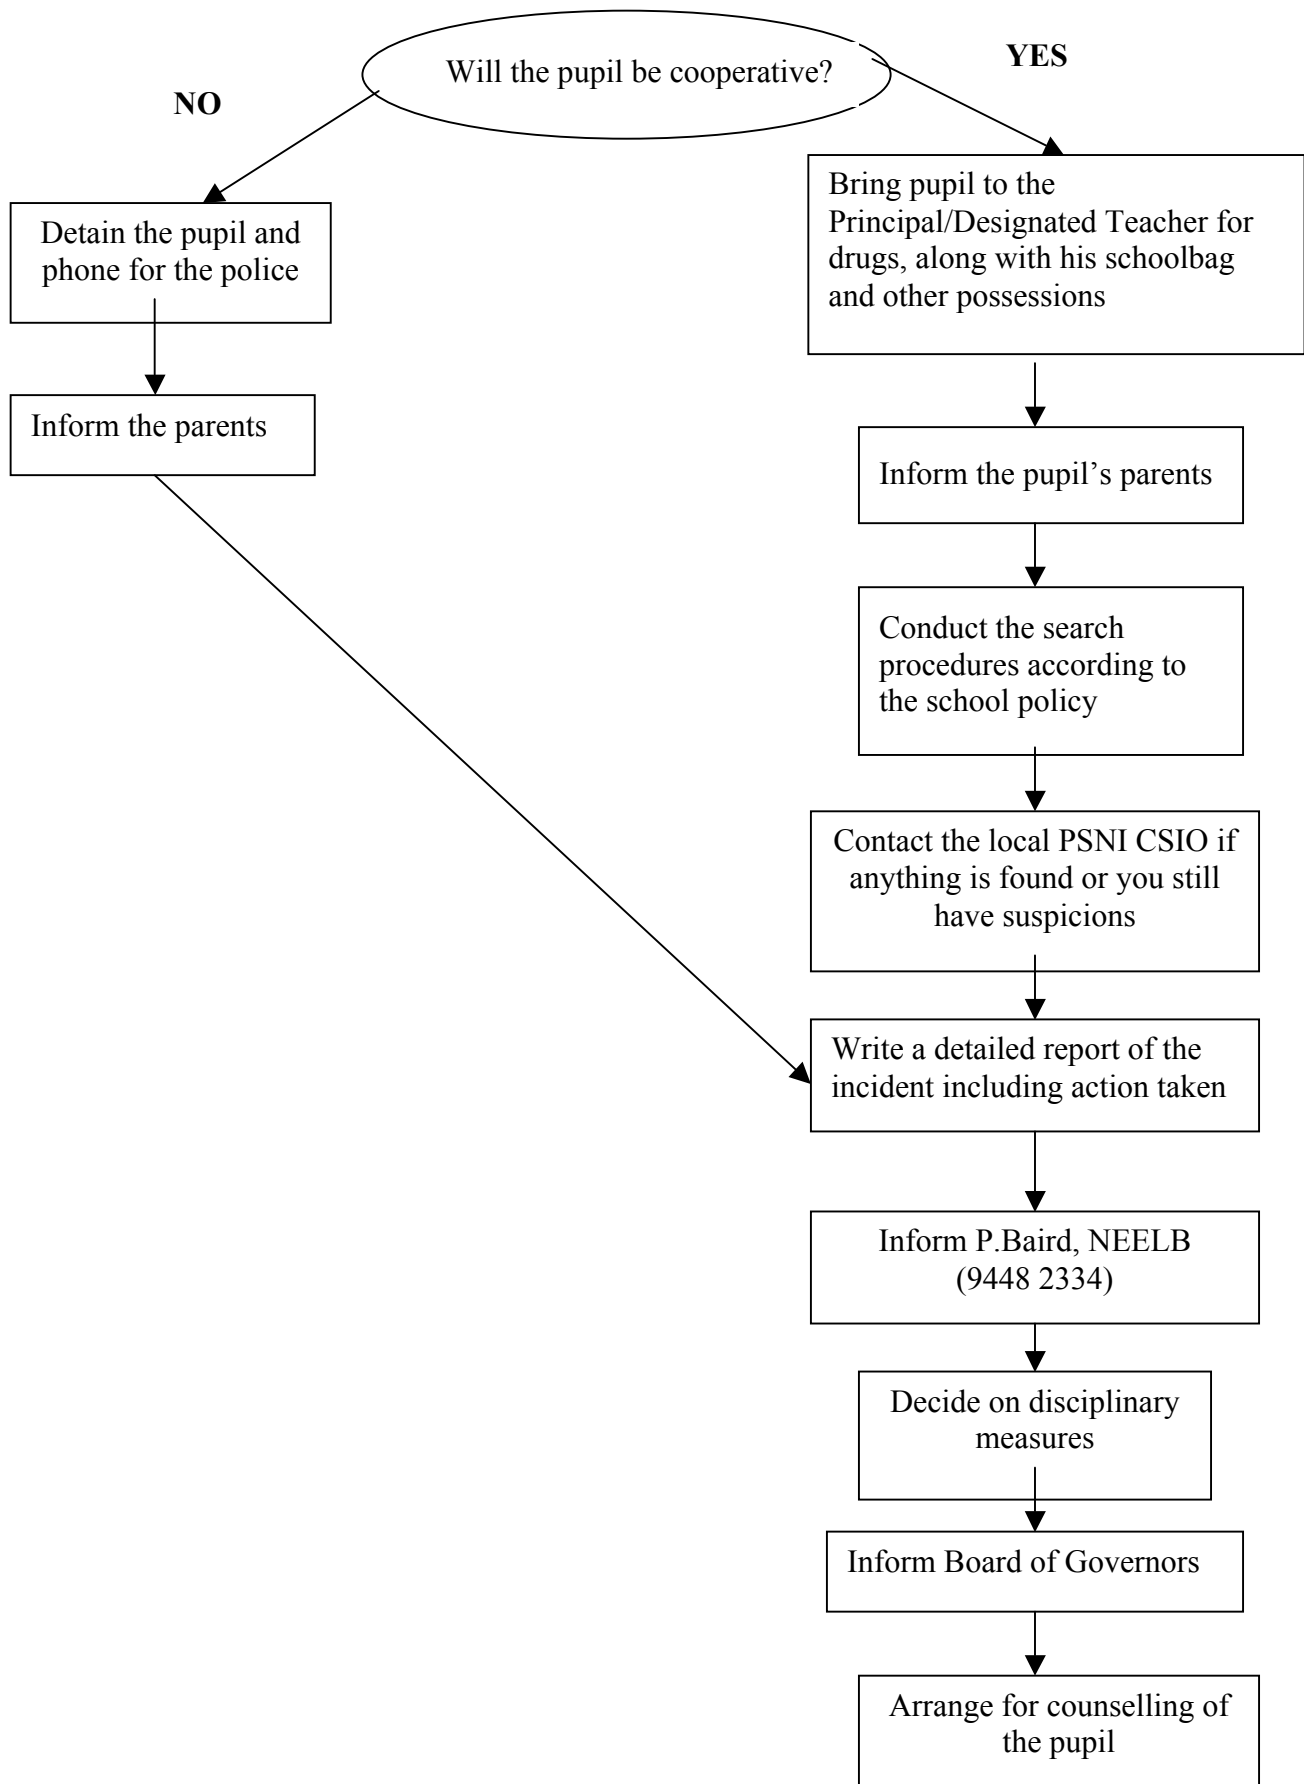 Will the pupil be cooperative?
YES
NO
Bring pupil to the
Principal/Designated Teacher for
drugs, along with his schoolbag
and other possessions
Detain the pupil and
phone for the police
Inform the parents
Inform the pupil’s parents
Conduct the search
procedures according to
the school policy
Contact the local PSNI CSIO if
anything is found or you still
have suspicions
Write a detailed report of the
incident including action taken
Inform P.Baird, NEELB
(9448 2334)
Decide on disciplinary
measures
Inform Board of Governors
Arrange for counselling of
the pupil